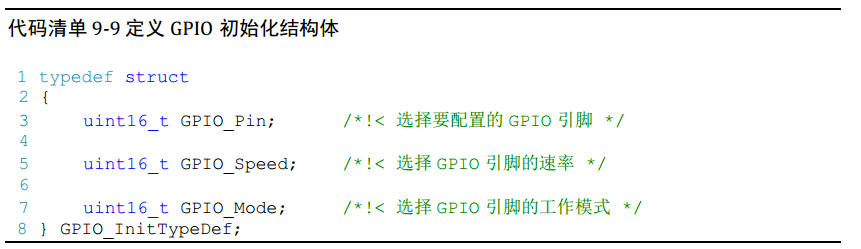 代码清单 9-9 定义 GPIO 初始化结构体
1 typedef struct
2 {
3     uint16_t GPIO_Pin;      /*!< 选择要配置的 GPIO 引脚 */
4
5     uint16_t GPIO_Speed;    /*!< 选择 GPIO 引脚的速率 */
6
7     uint16_t GPIO_Mode;     /*!< 选择 GPIO 引脚的工作模式 */
8 } GPIO_InitTypeDef;